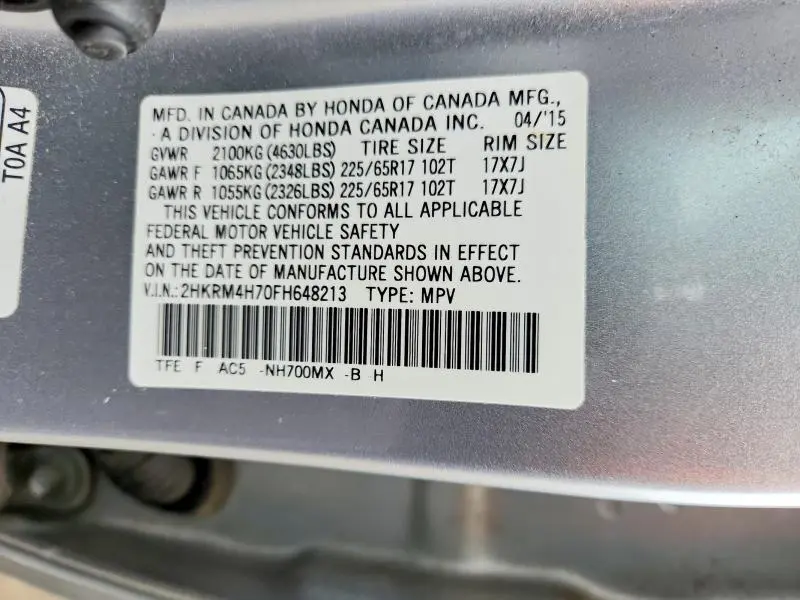 MFD. IN CANADA BY HONDA OF CANADA MFG.,
A DIVISION OF HONDA CANADA INC. 04/'15
GVWR 2100KG (4630LBS) TIRE SIZE RIM SIZE
GAWR F 1065KG (2348LBS) 225/65R17 102T 17X7J
GAWR R 1055KG (2326LBS) 225/65R17 102T 17X7J
THIS VEHICLE CONFORMS TO ALL APPLICABLE
FEDERAL MOTOR VEHICLE SAFETY
AND THEFT PREVENTION STANDARDS IN EFFECT
ON THE DATE OF MANUFACTURE SHOWN ABOVE.
V.I.N.:2HKRM4H70FH648213 TYPE: MPV
TFE F AC5 -NH700MX -B H
T0A A4